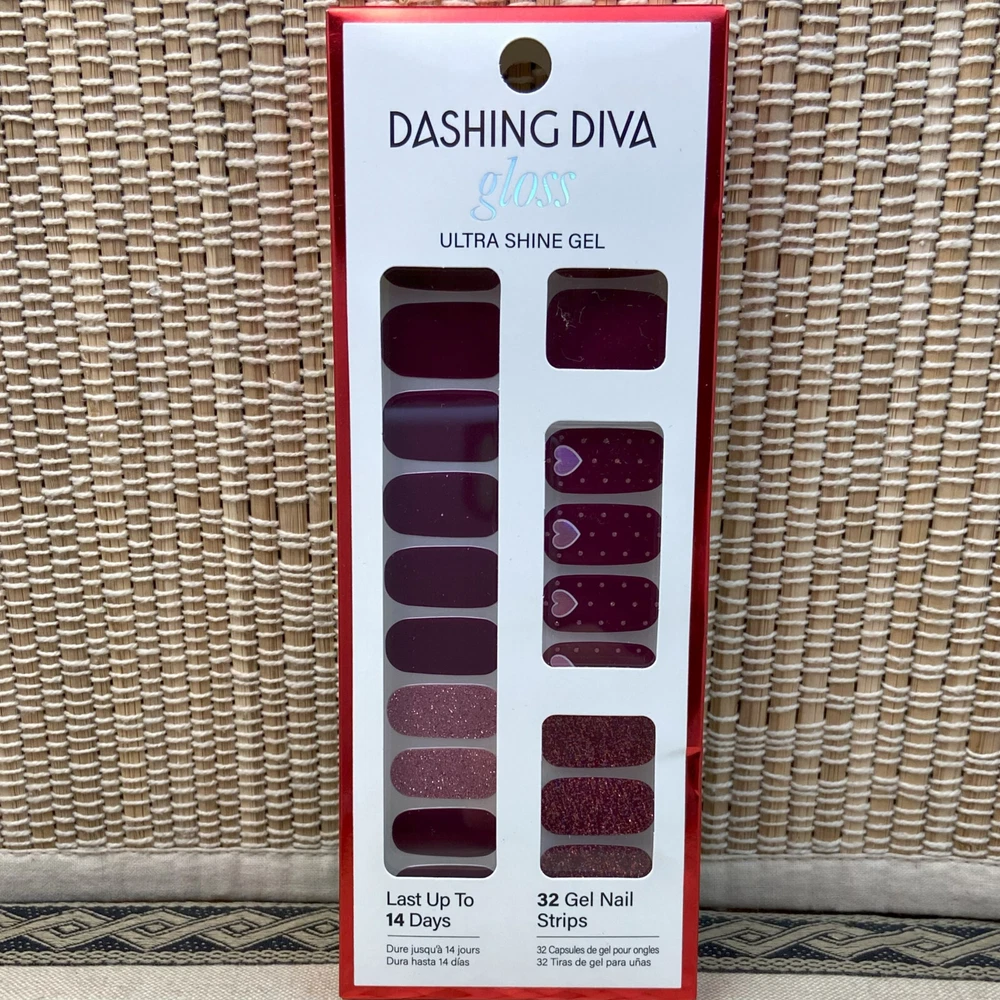 DASHING DIVA
gloss
ULTRA SHINE GEL
Last Up To
14 Days
Dure jusqu'à 14 jours
Dura hasta 14 días
32 Gel Nail
Strips
32 Capsules de gel pour ongles
32 Tiras de gel para uñas